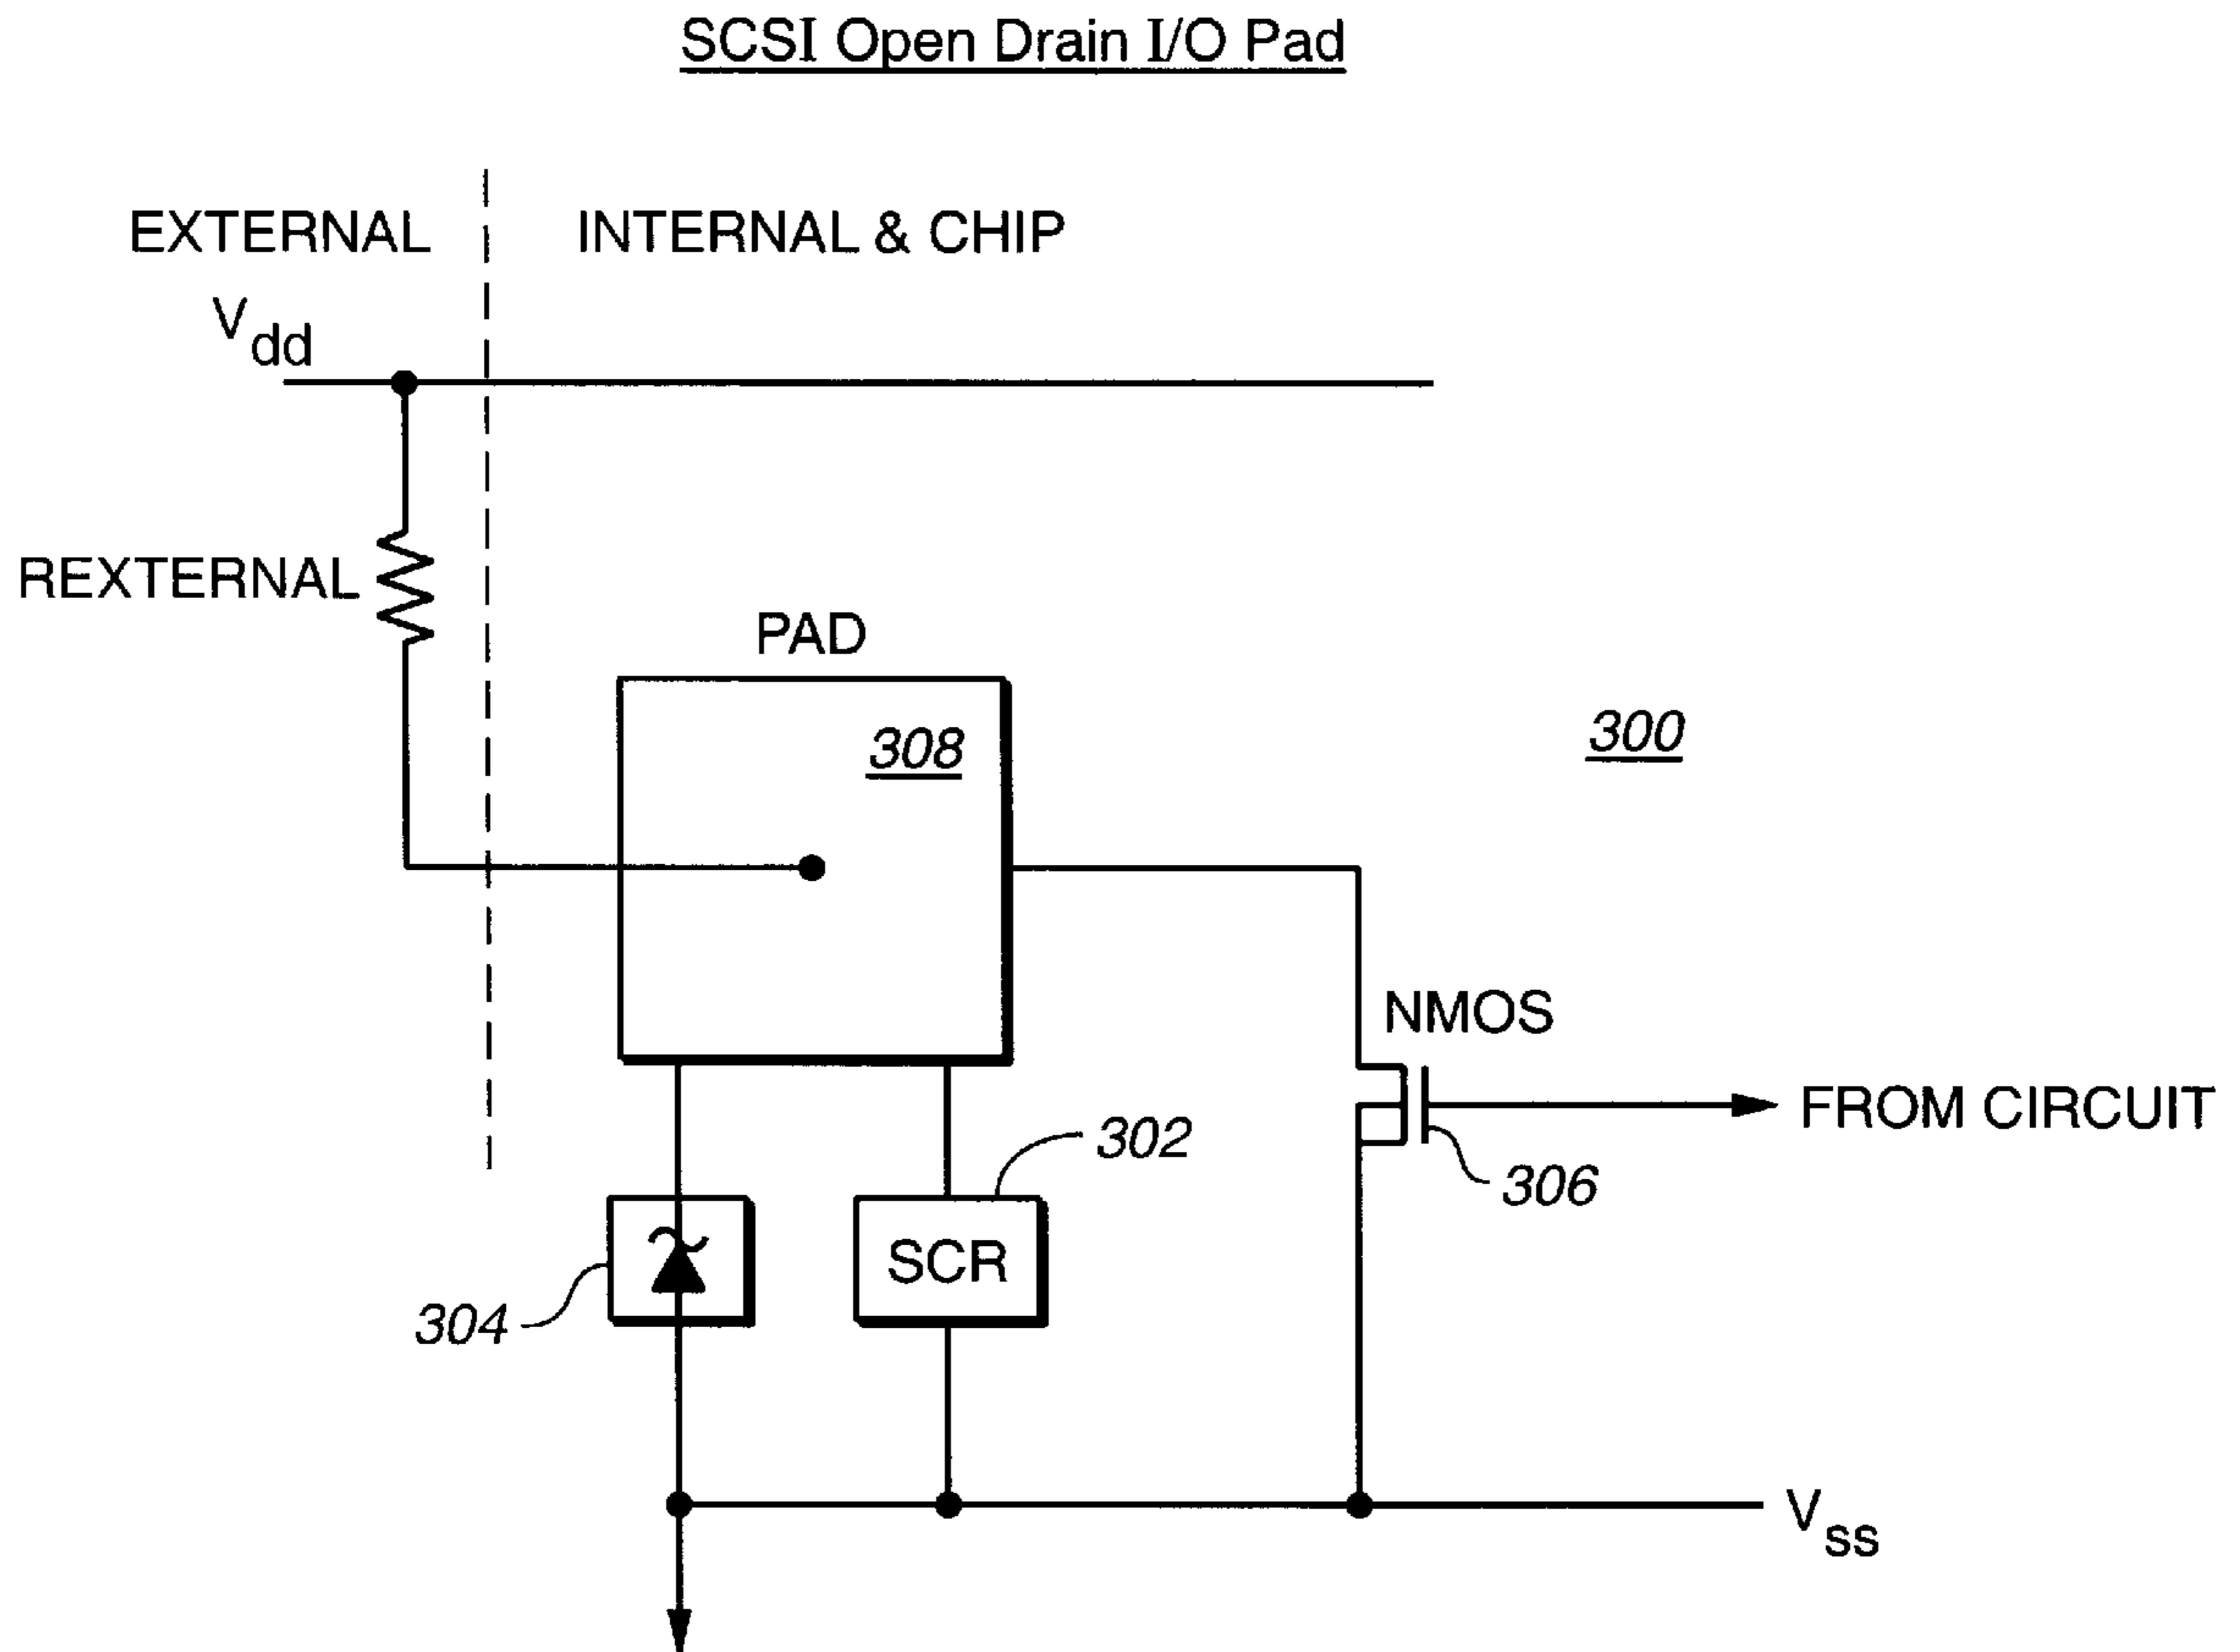 SCSI Open Drain I/O Pad
EXTERNAL
INTERNAL & CHIP
Vdd
REXTERNAL
PAD
308
300
NMOS
FROM CIRCUIT
302
306
SCR
304
Vss